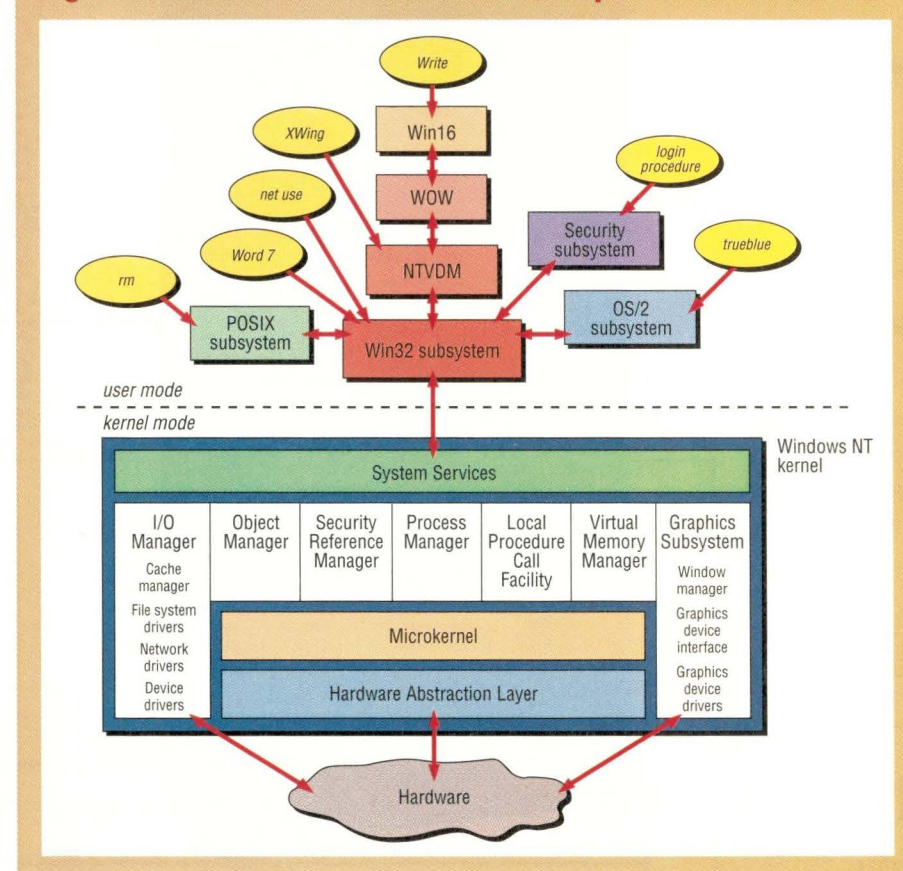 Write
Win16
XWing
login
procedure
WOW
net use
Security
subsystem
Word 7
trueblue
NTVDM
rm
OS/2
subsystem
POSIX
subsystem
Win32 subsystem
user mode
kernel mode
Windows NT
kernel
System Services
I/O
Manager
Cache
manager
File system
drivers
Network
drivers
Device
drivers
Object
Manager
Security
Reference
Manager
Process
Manager
Local
Procedure
Call
Facility
Virtual
Memory
Manager
Graphics
Subsystem
Window
manager
Graphics
device
interface
Graphics
device
drivers
Microkernel
Hardware Abstraction Layer
Hardware